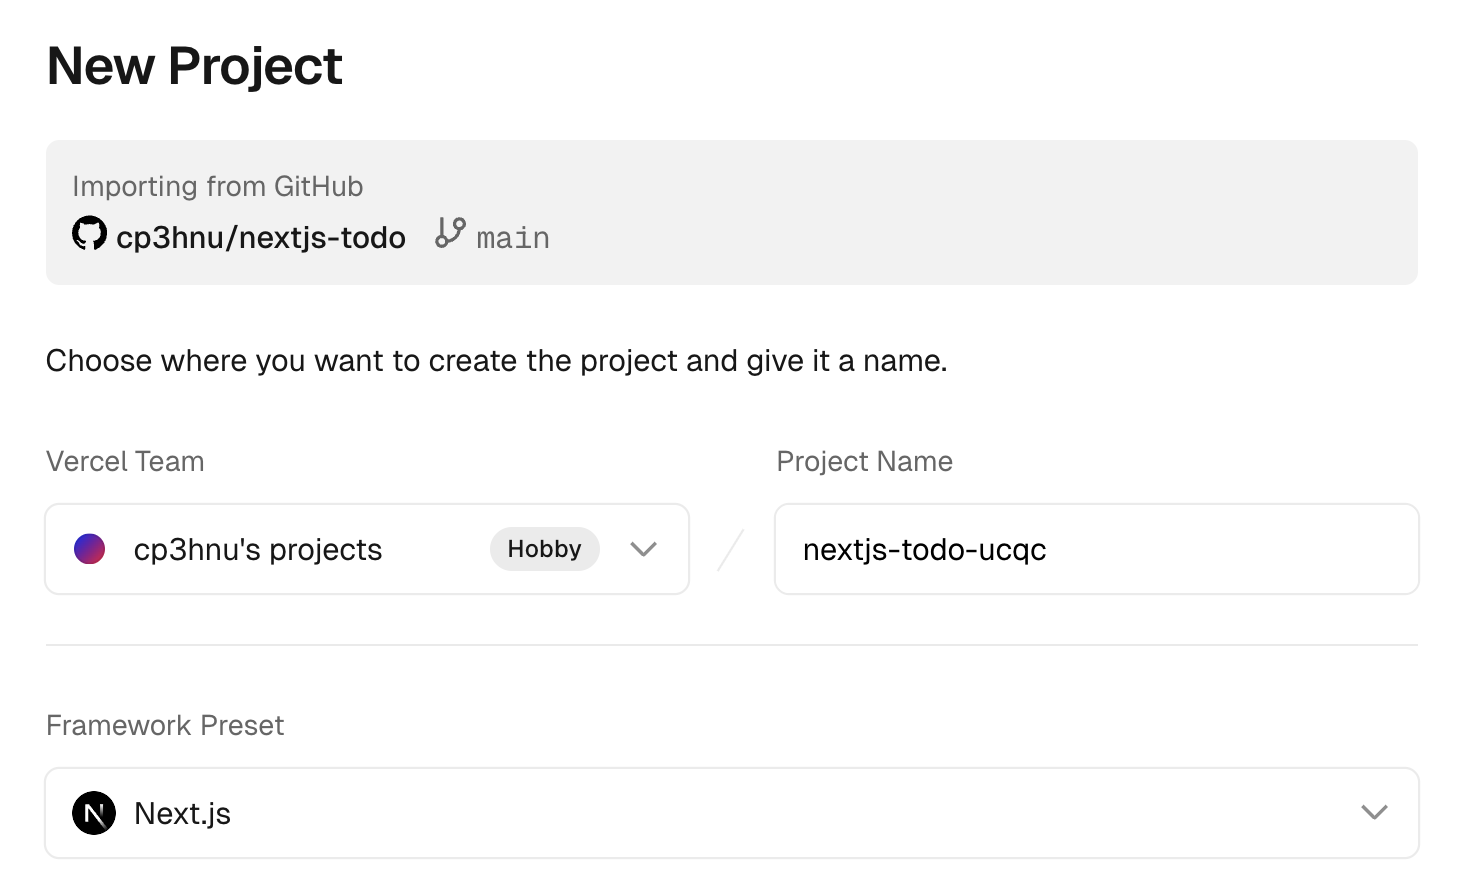 New Project
Importing from GitHub
cp3hnu/nextjs-todo main
Choose where you want to create the project and give it a name.
Vercel Team
Project Name
cp3hnu's projects Hobby
nextjs-todo-ucqc
Framework Preset
Next.js